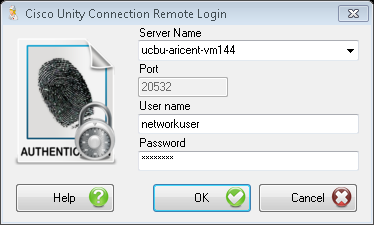 Cisco Unity Connection Remote Login
Server Name
ucbu-aricent-vm144
Port
20532
User name
networkuser
Password
********
AUTHENTIC
Help
OK
Cancel